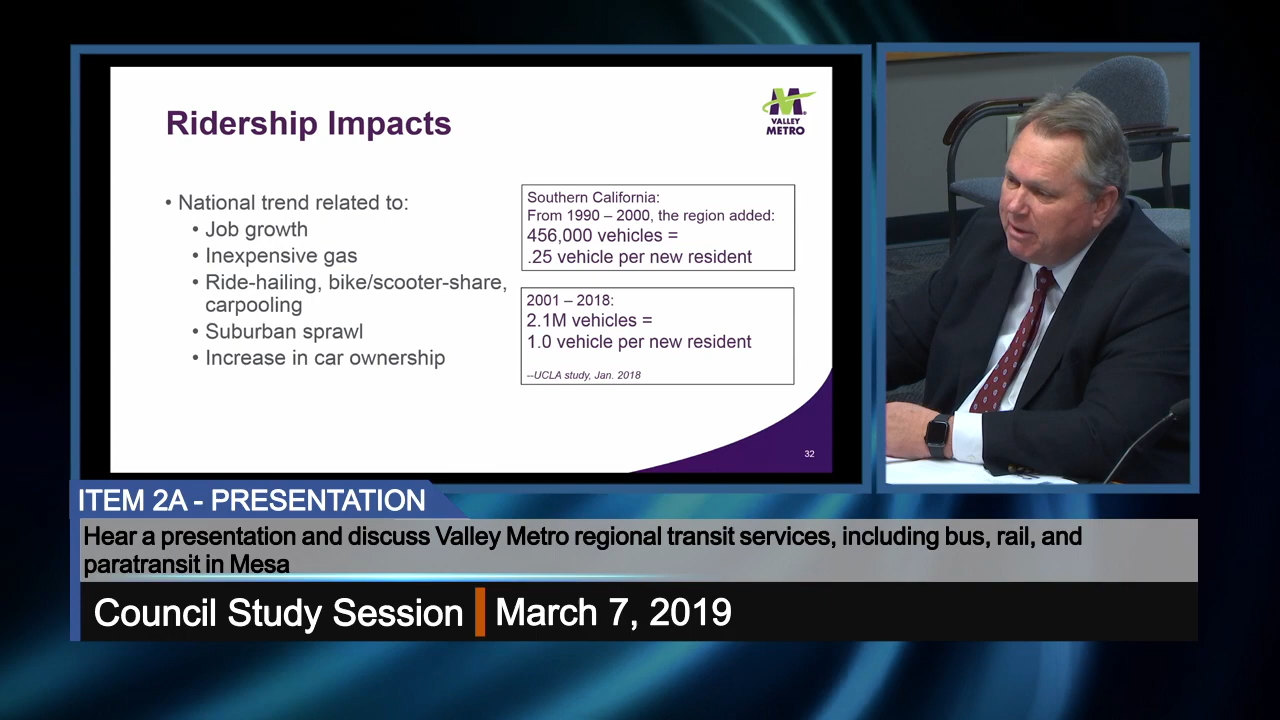 Ridership Impacts
VALLEY
METRO
• National trend related to:
• Job growth
• Inexpensive gas
• Ride-hailing, bike/scooter-share,
carpooling
• Suburban sprawl
• Increase in car ownership
Southern California:
From 1990 – 2000, the region added:
456,000 vehicles =
.25 vehicle per new resident
2001 – 2018:
2.1M vehicles =
1.0 vehicle per new resident
--UCLA study, Jan. 2018
32
ITEM 2A - PRESENTATION
Hear a presentation and discuss Valley Metro regional transit services, including bus, rail, and
paratransit in Mesa
Council Study Session March 7, 2019